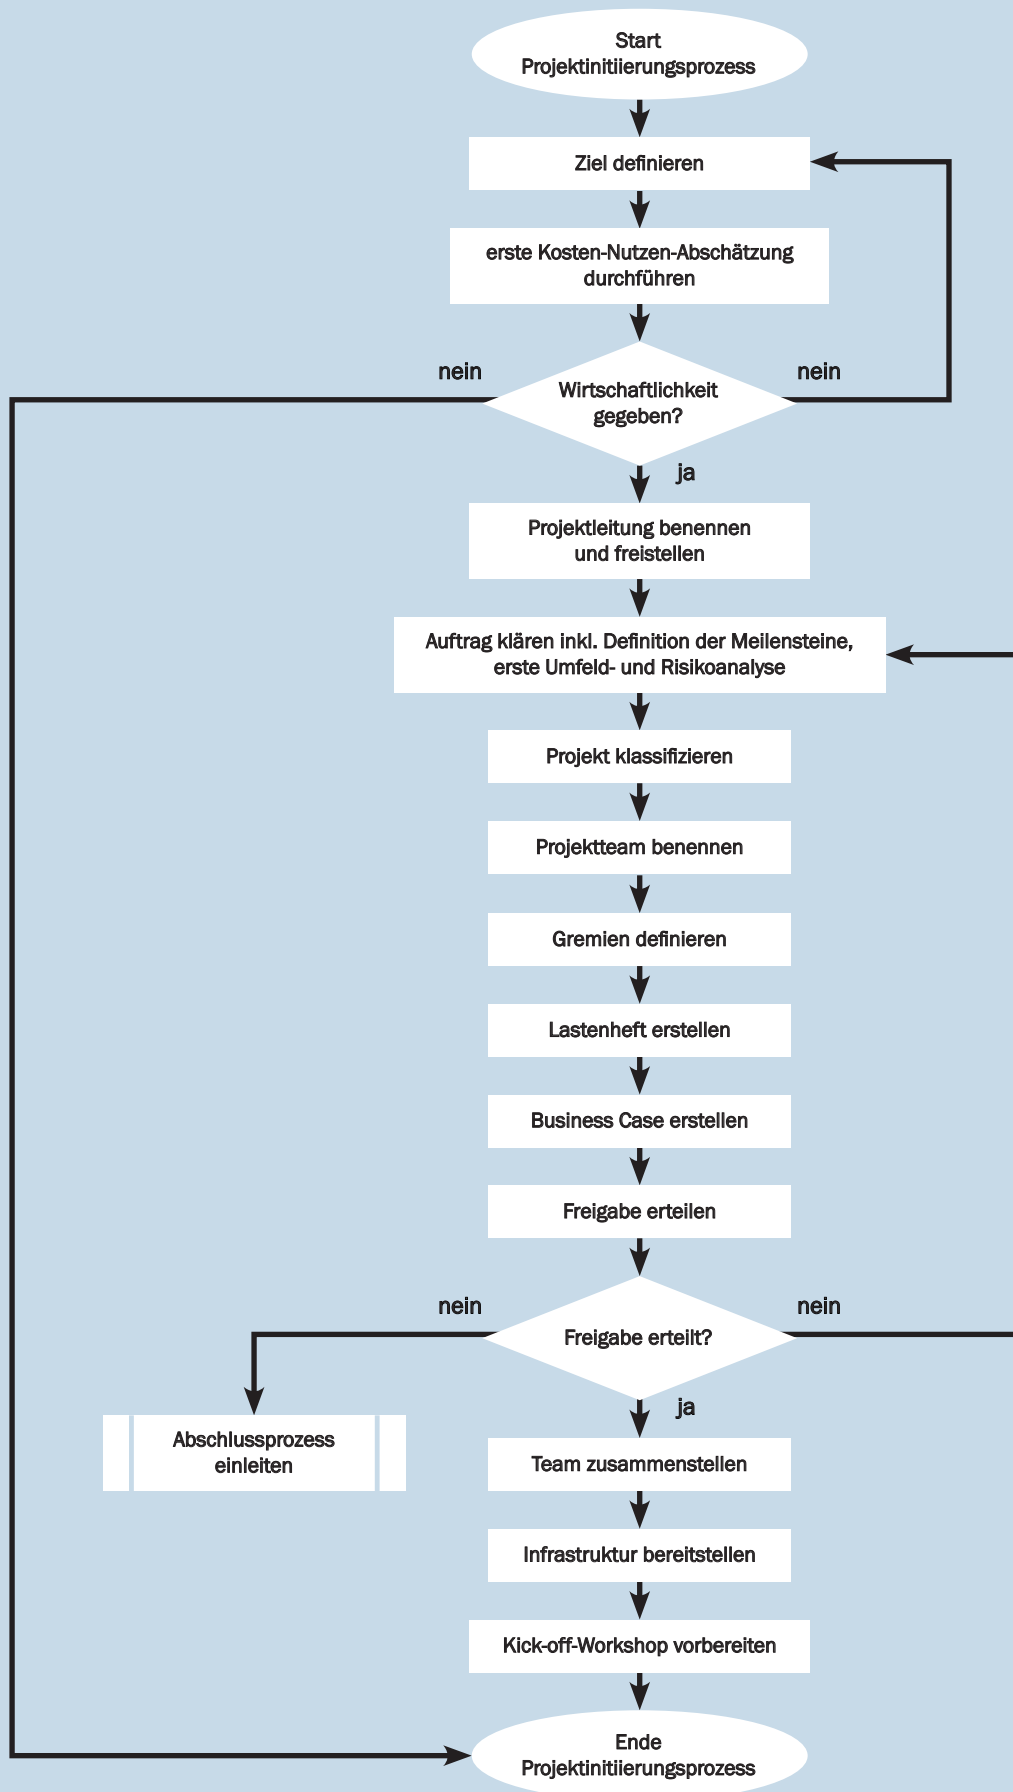 Start
Projektinitiierungsprozess
Ziel definieren
erste Kosten-Nutzen-Abschätzung
durchführen
nein
nein
Wirtschaftlichkeit
gegeben?
ja
Projektleitung benennen
und freistellen
Auftrag klären inkl. Definition der Meilensteine,
erste Umfeld- und Risikoanalyse
Projekt klassifizieren
Projektteam benennen
Gremien definieren
Lastenheft erstellen
Business Case erstellen
Freigabe erteilen
nein
nein
Freigabe erteilt?
ja
Abschlussprozess
einleiten
Team zusammenstellen
Infrastruktur bereitstellen
Kick-off-Workshop vorbereiten
Ende
Projektinitiierungsprozess